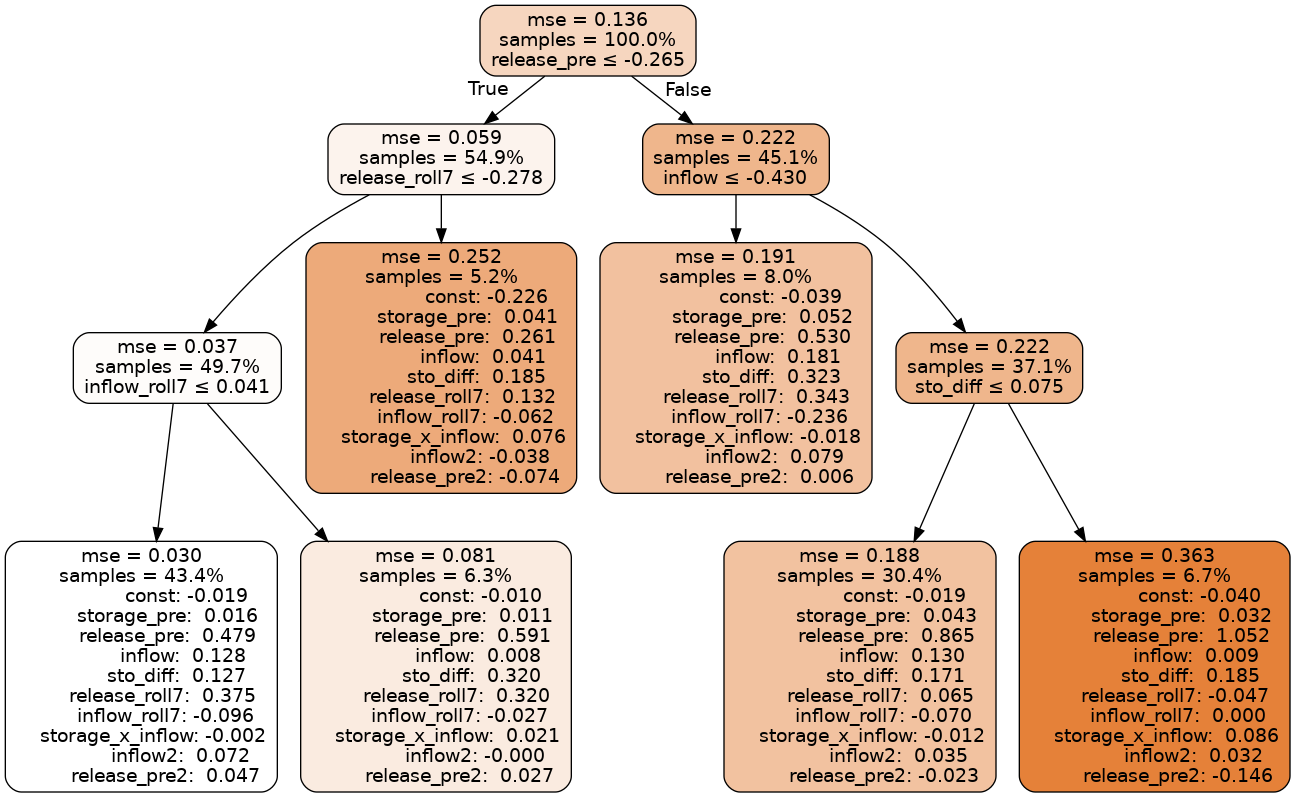 mse = 0.136
samples = 100.0%
release_pre ≤ -0.265
True
False
mse = 0.059
samples = 54.9%
release_roll7 ≤ -0.278
mse = 0.222
samples = 45.1%
inflow ≤ -0.430
mse = 0.252
samples = 5.2%
const: -0.226
storage_pre: 0.041
release_pre: 0.261
inflow: 0.041
sto_diff: 0.185
release_roll7: 0.132
inflow_roll7: -0.062
storage_x_inflow: 0.076
inflow2: -0.038
release_pre2: -0.074
mse = 0.191
samples = 8.0%
const: -0.039
storage_pre: 0.052
release_pre: 0.530
inflow: 0.181
sto_diff: 0.323
release_roll7: 0.343
inflow_roll7: -0.236
storage_x_inflow: -0.018
inflow2: 0.079
release_pre2: 0.006
mse = 0.037
samples = 49.7%
inflow_roll7 ≤ 0.041
mse = 0.222
samples = 37.1%
sto_diff ≤ 0.075
mse = 0.030
samples = 43.4%
const: -0.019
storage_pre: 0.016
release_pre: 0.479
inflow: 0.128
sto_diff: 0.127
release_roll7: 0.375
inflow_roll7: -0.096
storage_x_inflow: -0.002
inflow2: 0.072
release_pre2: 0.047
mse = 0.081
samples = 6.3%
const: -0.010
storage_pre: 0.011
release_pre: 0.591
inflow: 0.008
sto_diff: 0.320
release_roll7: 0.320
inflow_roll7: -0.027
storage_x_inflow: 0.021
inflow2: -0.000
release_pre2: 0.027
mse = 0.188
samples = 30.4%
const: -0.019
storage_pre: 0.043
release_pre: 0.865
inflow: 0.130
sto_diff: 0.171
release_roll7: 0.065
inflow_roll7: -0.070
storage_x_inflow: -0.012
inflow2: 0.035
release_pre2: -0.023
mse = 0.363
samples = 6.7%
const: -0.040
storage_pre: 0.032
release_pre: 1.052
inflow: 0.009
sto_diff: 0.185
release_roll7: -0.047
inflow_roll7: 0.000
storage_x_inflow: 0.086
inflow2: 0.032
release_pre2: -0.146